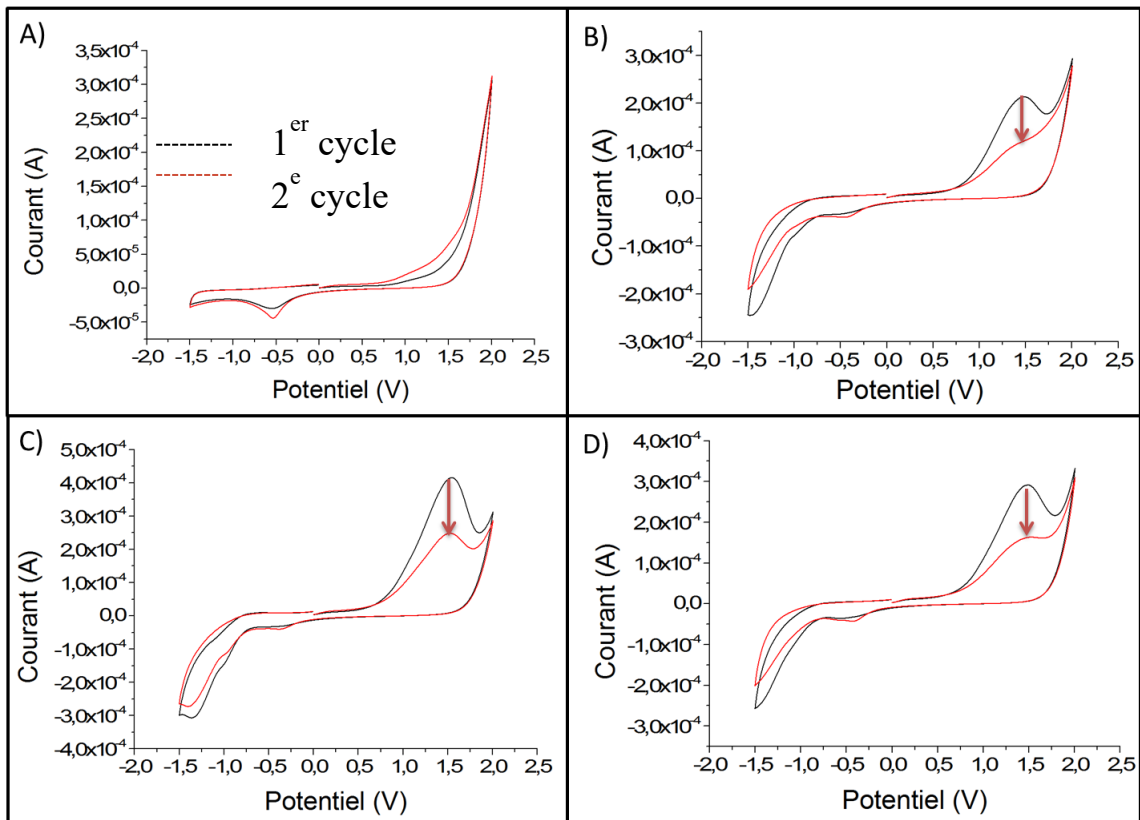 A)
3,5x10⁻⁴
3,0x10⁻⁴
2,5x10⁻⁴
2,0x10⁻⁴
1,5x10⁻⁴
1,0x10⁻⁴
5,0x10⁻⁵
0,0
-5,0x10⁻⁵
Courant (A)
1er cycle
2e cycle
-2,0 -1,5 -1,0 -0,5 0,0 0,5 1,0 1,5 2,0 2,5
Potentiel (V)
B)
3,0x10⁻⁴
2,0x10⁻⁴
1,0x10⁻⁴
0,0
-1,0x10⁻⁴
-2,0x10⁻⁴
-3,0x10⁻⁴
Courant (A)
-2,0 -1,5 -1,0 -0,5 0,0 0,5 1,0 1,5 2,0 2,5
Potentiel (V)
C)
5,0x10⁻⁴
4,0x10⁻⁴
3,0x10⁻⁴
2,0x10⁻⁴
1,0x10⁻⁴
0,0
-1,0x10⁻⁴
-2,0x10⁻⁴
-3,0x10⁻⁴
-4,0x10⁻⁴
Courant (A)
-2,0 -1,5 -1,0 -0,5 0,0 0,5 1,0 1,5 2,0 2,5
Potentiel (V)
D)
4,0x10⁻⁴
3,0x10⁻⁴
2,0x10⁻⁴
1,0x10⁻⁴
0,0
-1,0x10⁻⁴
-2,0x10⁻⁴
-3,0x10⁻⁴
Courant (A)
-2,0 -1,5 -1,0 -0,5 0,0 0,5 1,0 1,5 2,0 2,5
Potentiel (V)